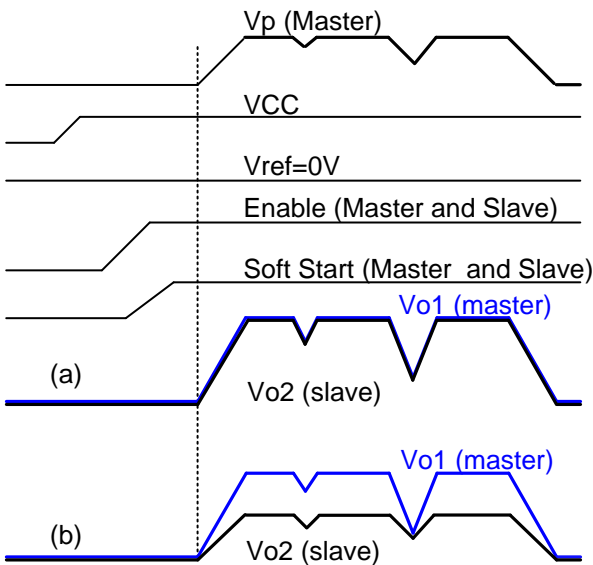 Vp (Master)
VCC
Vref=0V
Enable (Master and Slave)
Soft Start (Master and Slave)
Vo1 (master)
(a)
Vo2 (slave)
Vo1 (master)
(b)
Vo2 (slave)